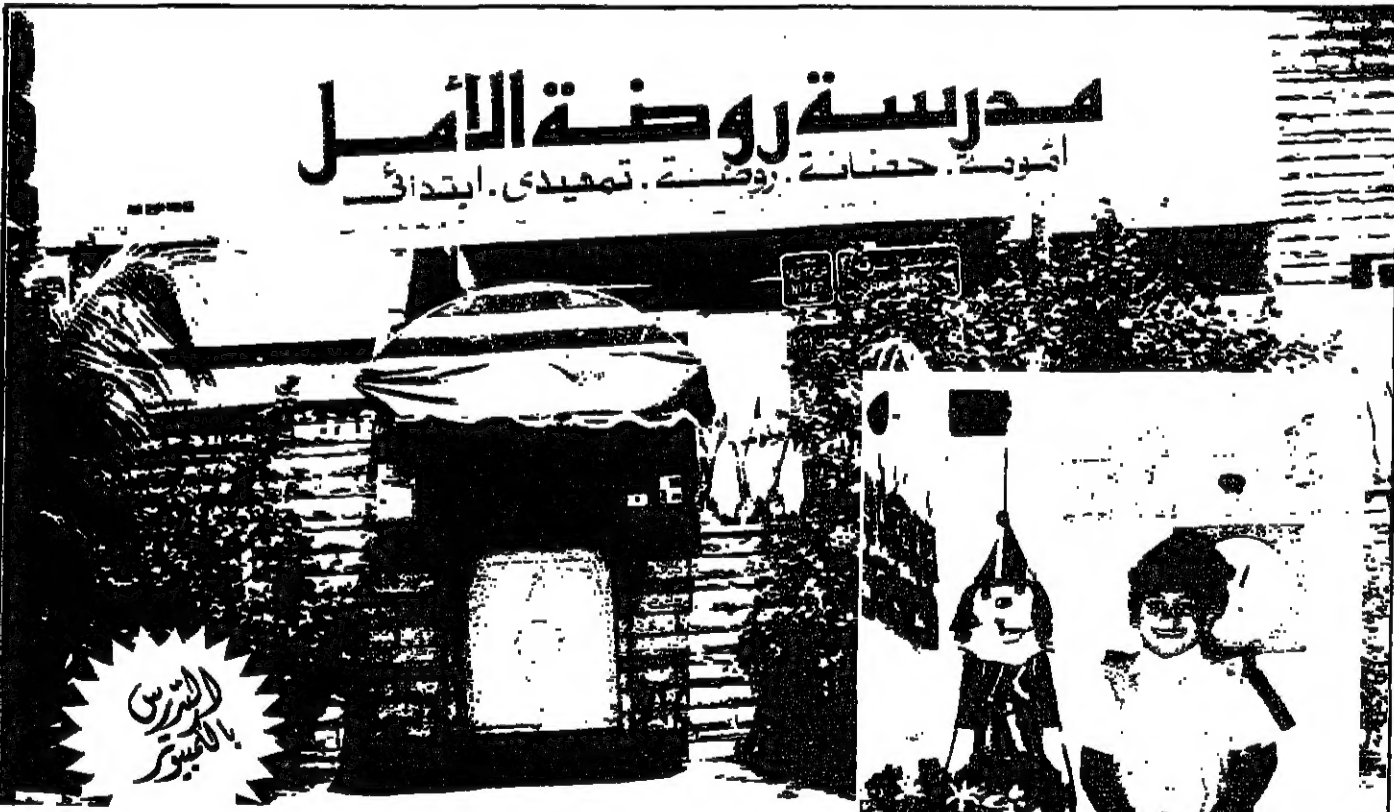 مدرسة روضة الأمل
أمومة . حضانة . روضة . تمهيدى . ابتدائى
التدريس
بالكمبيوتر